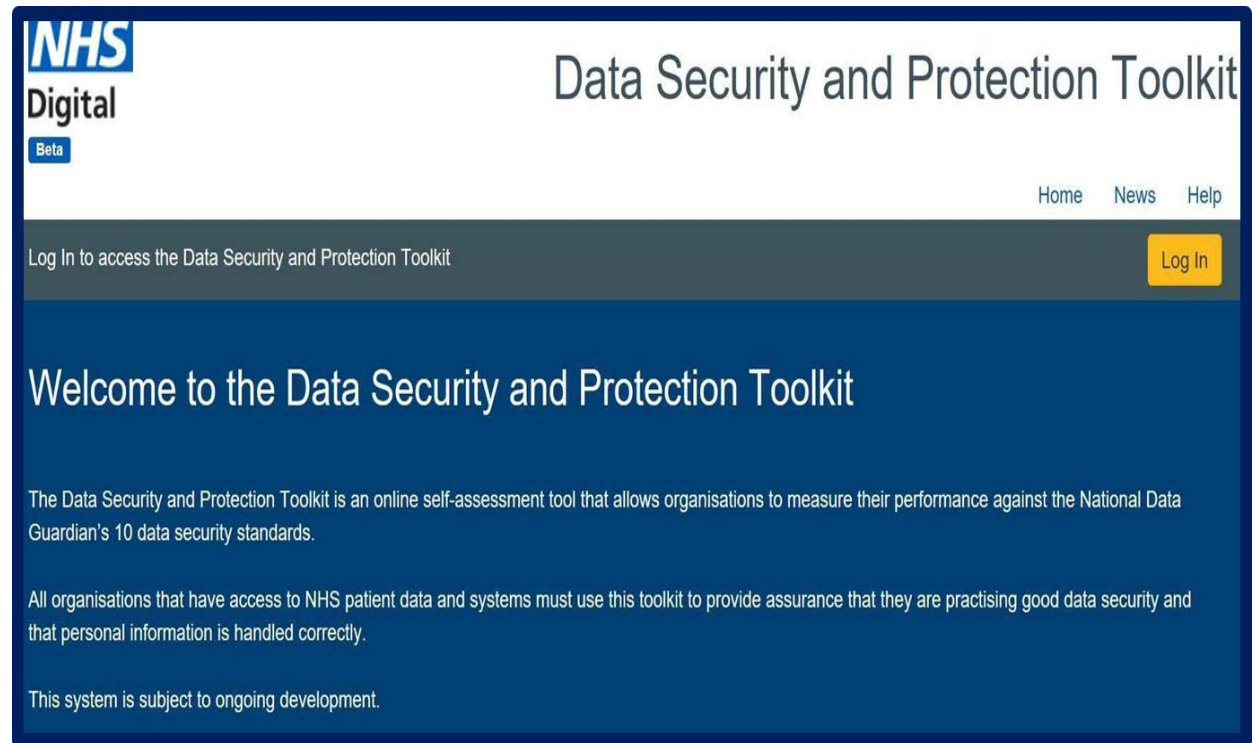 NHS
Digital
Beta
Data Security and Protection Toolkit
Home News Help
Log In to access the Data Security and Protection Toolkit
Log In
Welcome to the Data Security and Protection Toolkit
The Data Security and Protection Toolkit is an online self-assessment tool that allows organisations to measure their performance against the National Data
Guardian's 10 data security standards.
All organisations that have access to NHS patient data and systems must use this toolkit to provide assurance that they are practising good data security and
that personal information is handled correctly.
This system is subject to ongoing development.